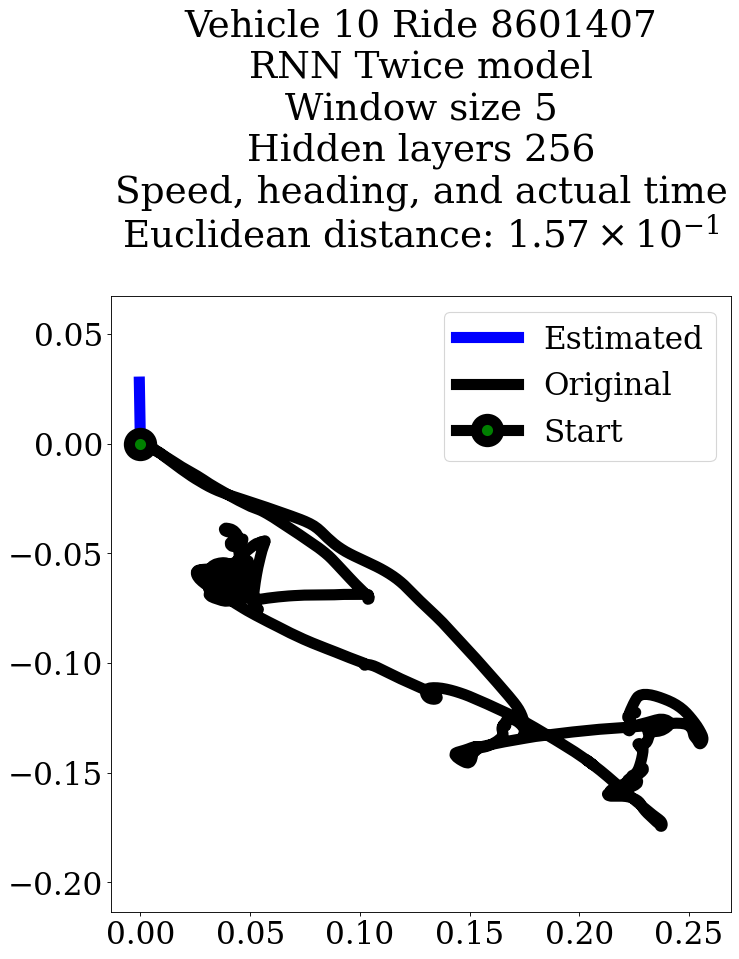 Vehicle 10 Ride 8601407
RNN Twice model
Window size 5
Hidden layers 256
Speed, heading, and actual time
Euclidean distance: 1.57 × 10⁻¹
Estimated
Original
Start
0.05
0.00
−0.05
−0.10
−0.15
−0.20
0.00 0.05 0.10 0.15 0.20 0.25